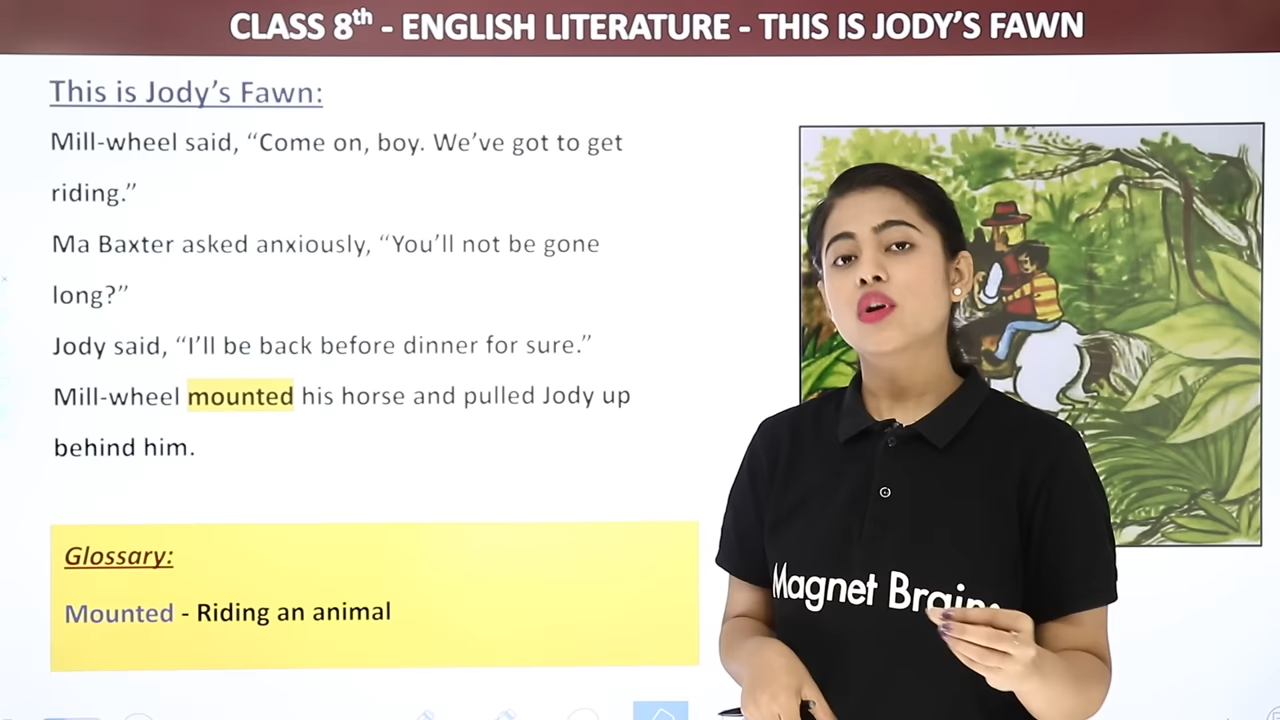 CLASS 8th - ENGLISH LITERATURE - THIS IS JODY'S FAWN
This is Jody's Fawn:
Mill-wheel said, “Come on, boy. We’ve got to get
riding.”
Ma Baxter asked anxiously, “You’ll not be gone
long?”
Jody said, “I’ll be back before dinner for sure.”
Mill-wheel mounted his horse and pulled Jody up
behind him.
Glossary:
Mounted - Riding an animal
Magnet Brains